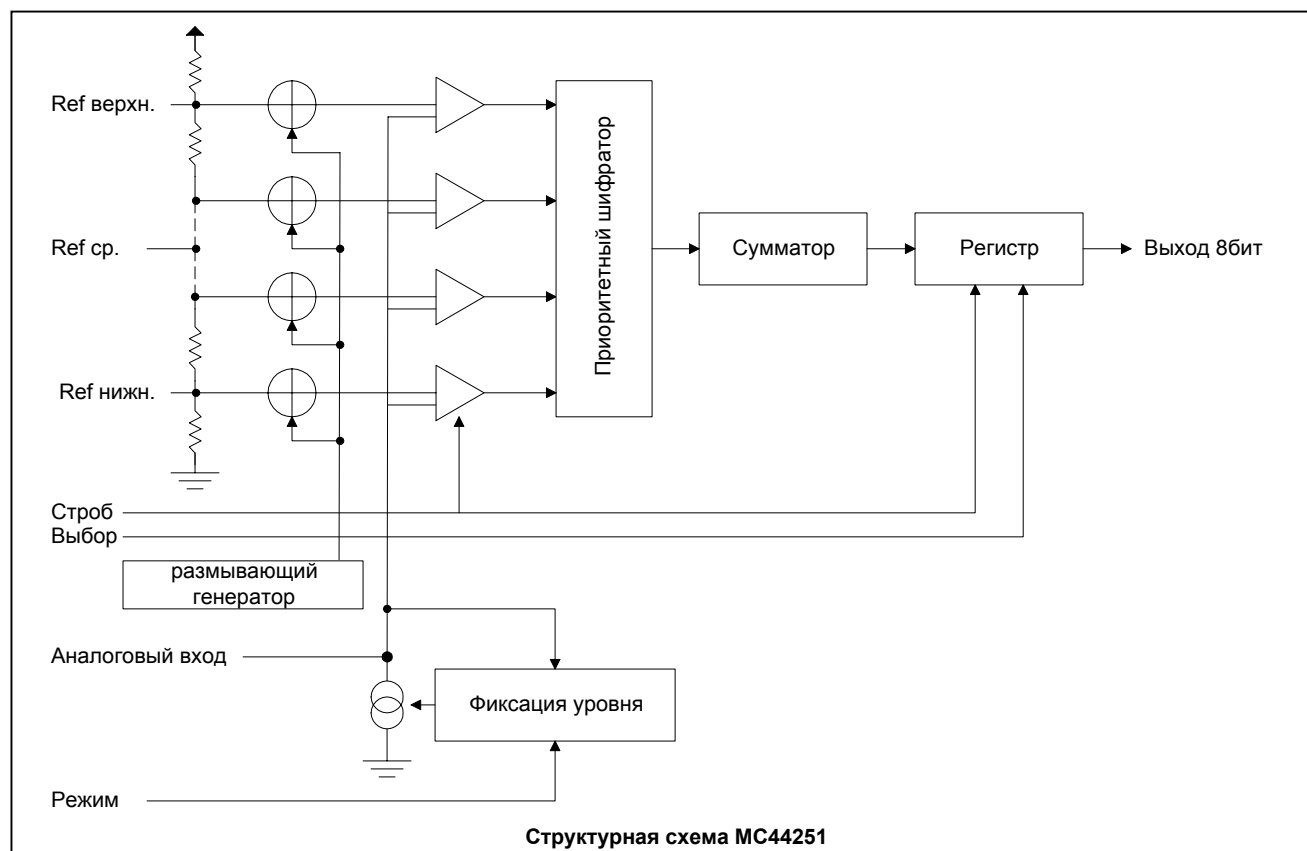 Ref верхн.
Ref ср.
Ref нижн.
Приоритетный шифратор
Сумматор
Регистр
Выход 8бит
Строб
Выбор
размывающий
генератор
Аналоговый вход
Фиксация уровня
Режим
Структурная схема МС44251